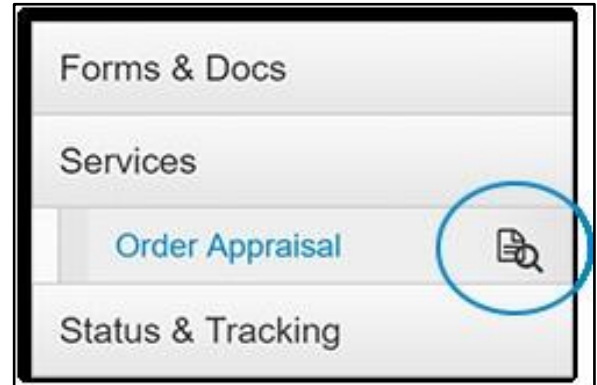 Forms & Docs
Services
Order Appraisal
Status & Tracking